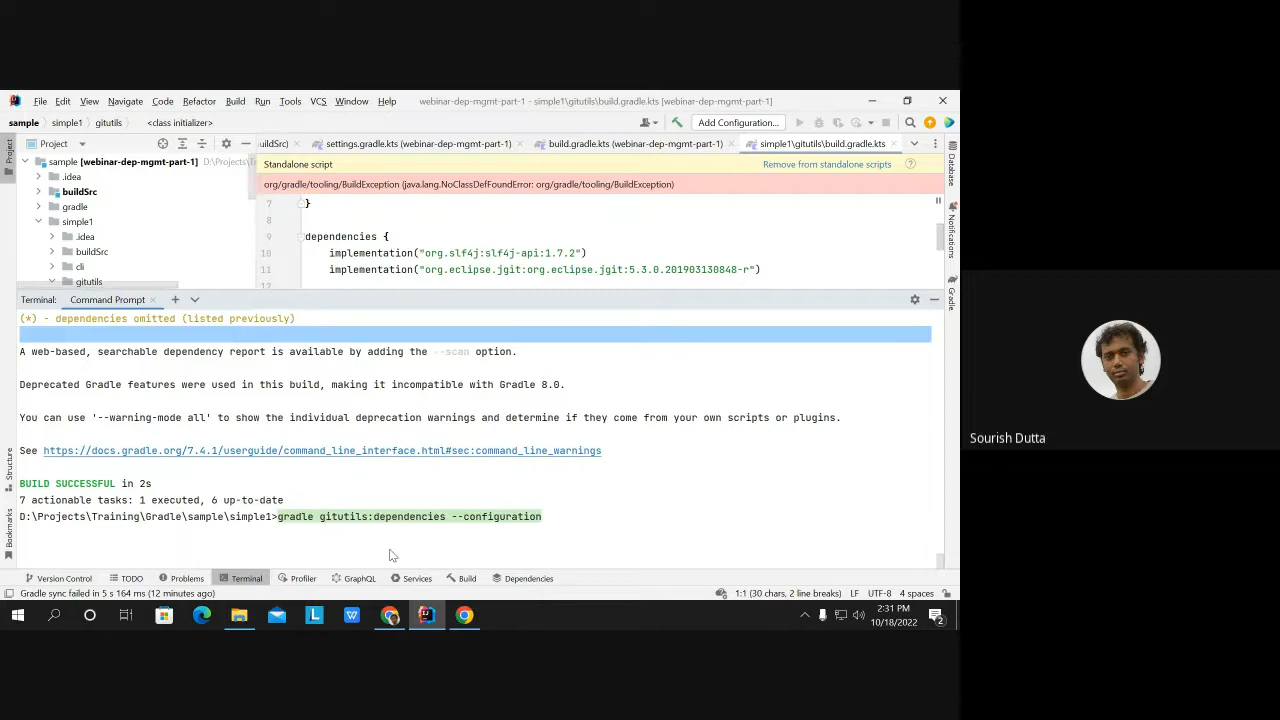 File Edit View Navigate Code Refactor Build Run Tools VCS Window Help webinar-dep-mgmt-part-1 - simple1\gitutils\build.gradle.kts [webinar-dep-mgmt-part-1]
sample simple1 gitutils <class initializer> Add Configuration...
Project Project uildSrc) settings.gradle.kts (webinar-dep-mgmt-part-1) build.gradle.kts (webinar-dep-mgmt-part-1) simple1\gitutils\build.gradle.kts
sample [webinar-dep-mgmt-part-1] D:\Projects\ Standalone script Remove from standalone scripts Database
.idea org/gradle/tooling/BuildException (java.lang.NoClassDefFoundError: org/gradle/tooling/BuildException)
buildSrc
gradle 7 }
simple1 8
.idea 9 dependencies { Notifications
buildSrc 10 implementation("org.slf4j:slf4j-api:1.7.2")
cli 11 implementation("org.eclipse.jgit:org.eclipse.jgit:5.3.0.201903130848-r")
gitutils 12 Gradle
Terminal: Command Prompt
(*) - dependencies omitted (listed previously)
A web-based, searchable dependency report is available by adding the --scan option.
Deprecated Gradle features were used in this build, making it incompatible with Gradle 8.0.
You can use '--warning-mode all' to show the individual deprecation warnings and determine if they come from your own scripts or plugins.
See https://docs.gradle.org/7.4.1/userguide/command_line_interface.html#sec:command_line_warnings
Structure
BUILD SUCCESSFUL in 2s
7 actionable tasks: 1 executed, 6 up-to-date
D:\Projects\Training\Gradle\sample\simple1>gradle gitutils:dependencies --configuration
Bookmarks
Version Control TODO Problems Terminal Profiler GraphQL Services Build Dependencies
Gradle sync failed in 5 s 164 ms (12 minutes ago) 1:1 (30 chars, 2 line breaks) LF UTF-8 4 spaces
2:31 PM
10/18/2022
2
Sourish Dutta